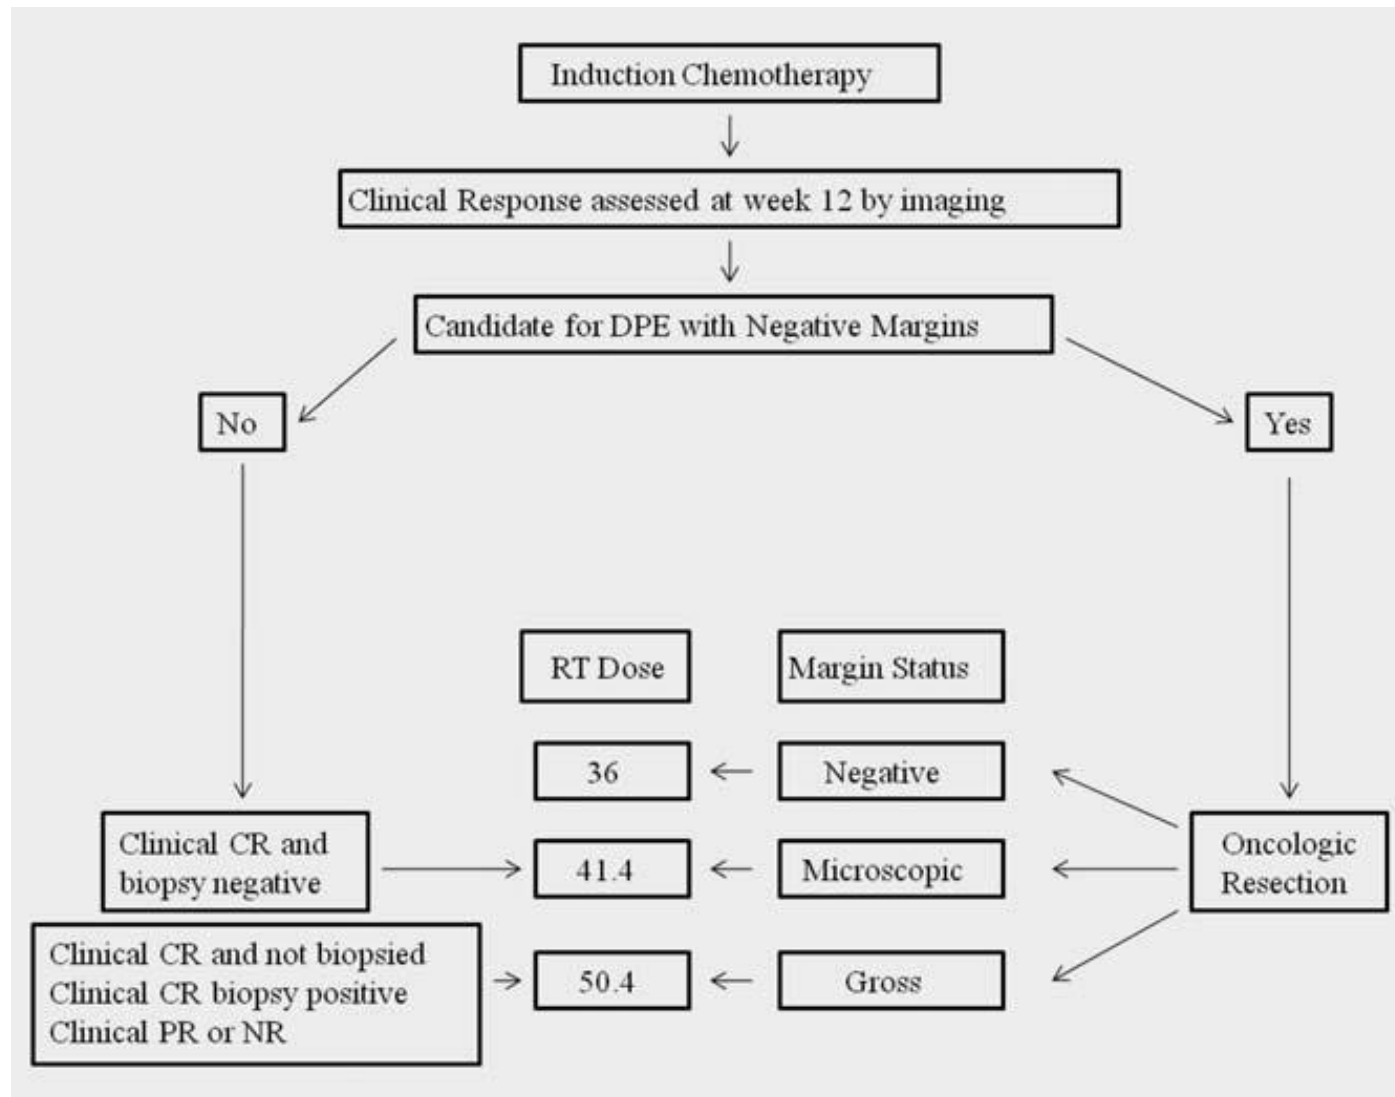 Induction Chemotherapy
Clinical Response assessed at week 12 by imaging
Candidate for DPE with Negative Margins
No
Yes
RT Dose
Margin Status
36
Negative
Clinical CR and
biopsy negative
41.4
Microscopic
Oncologic
Resection
Clinical CR and not biopsied
Clinical CR biopsy positive
Clinical PR or NR
50.4
Gross